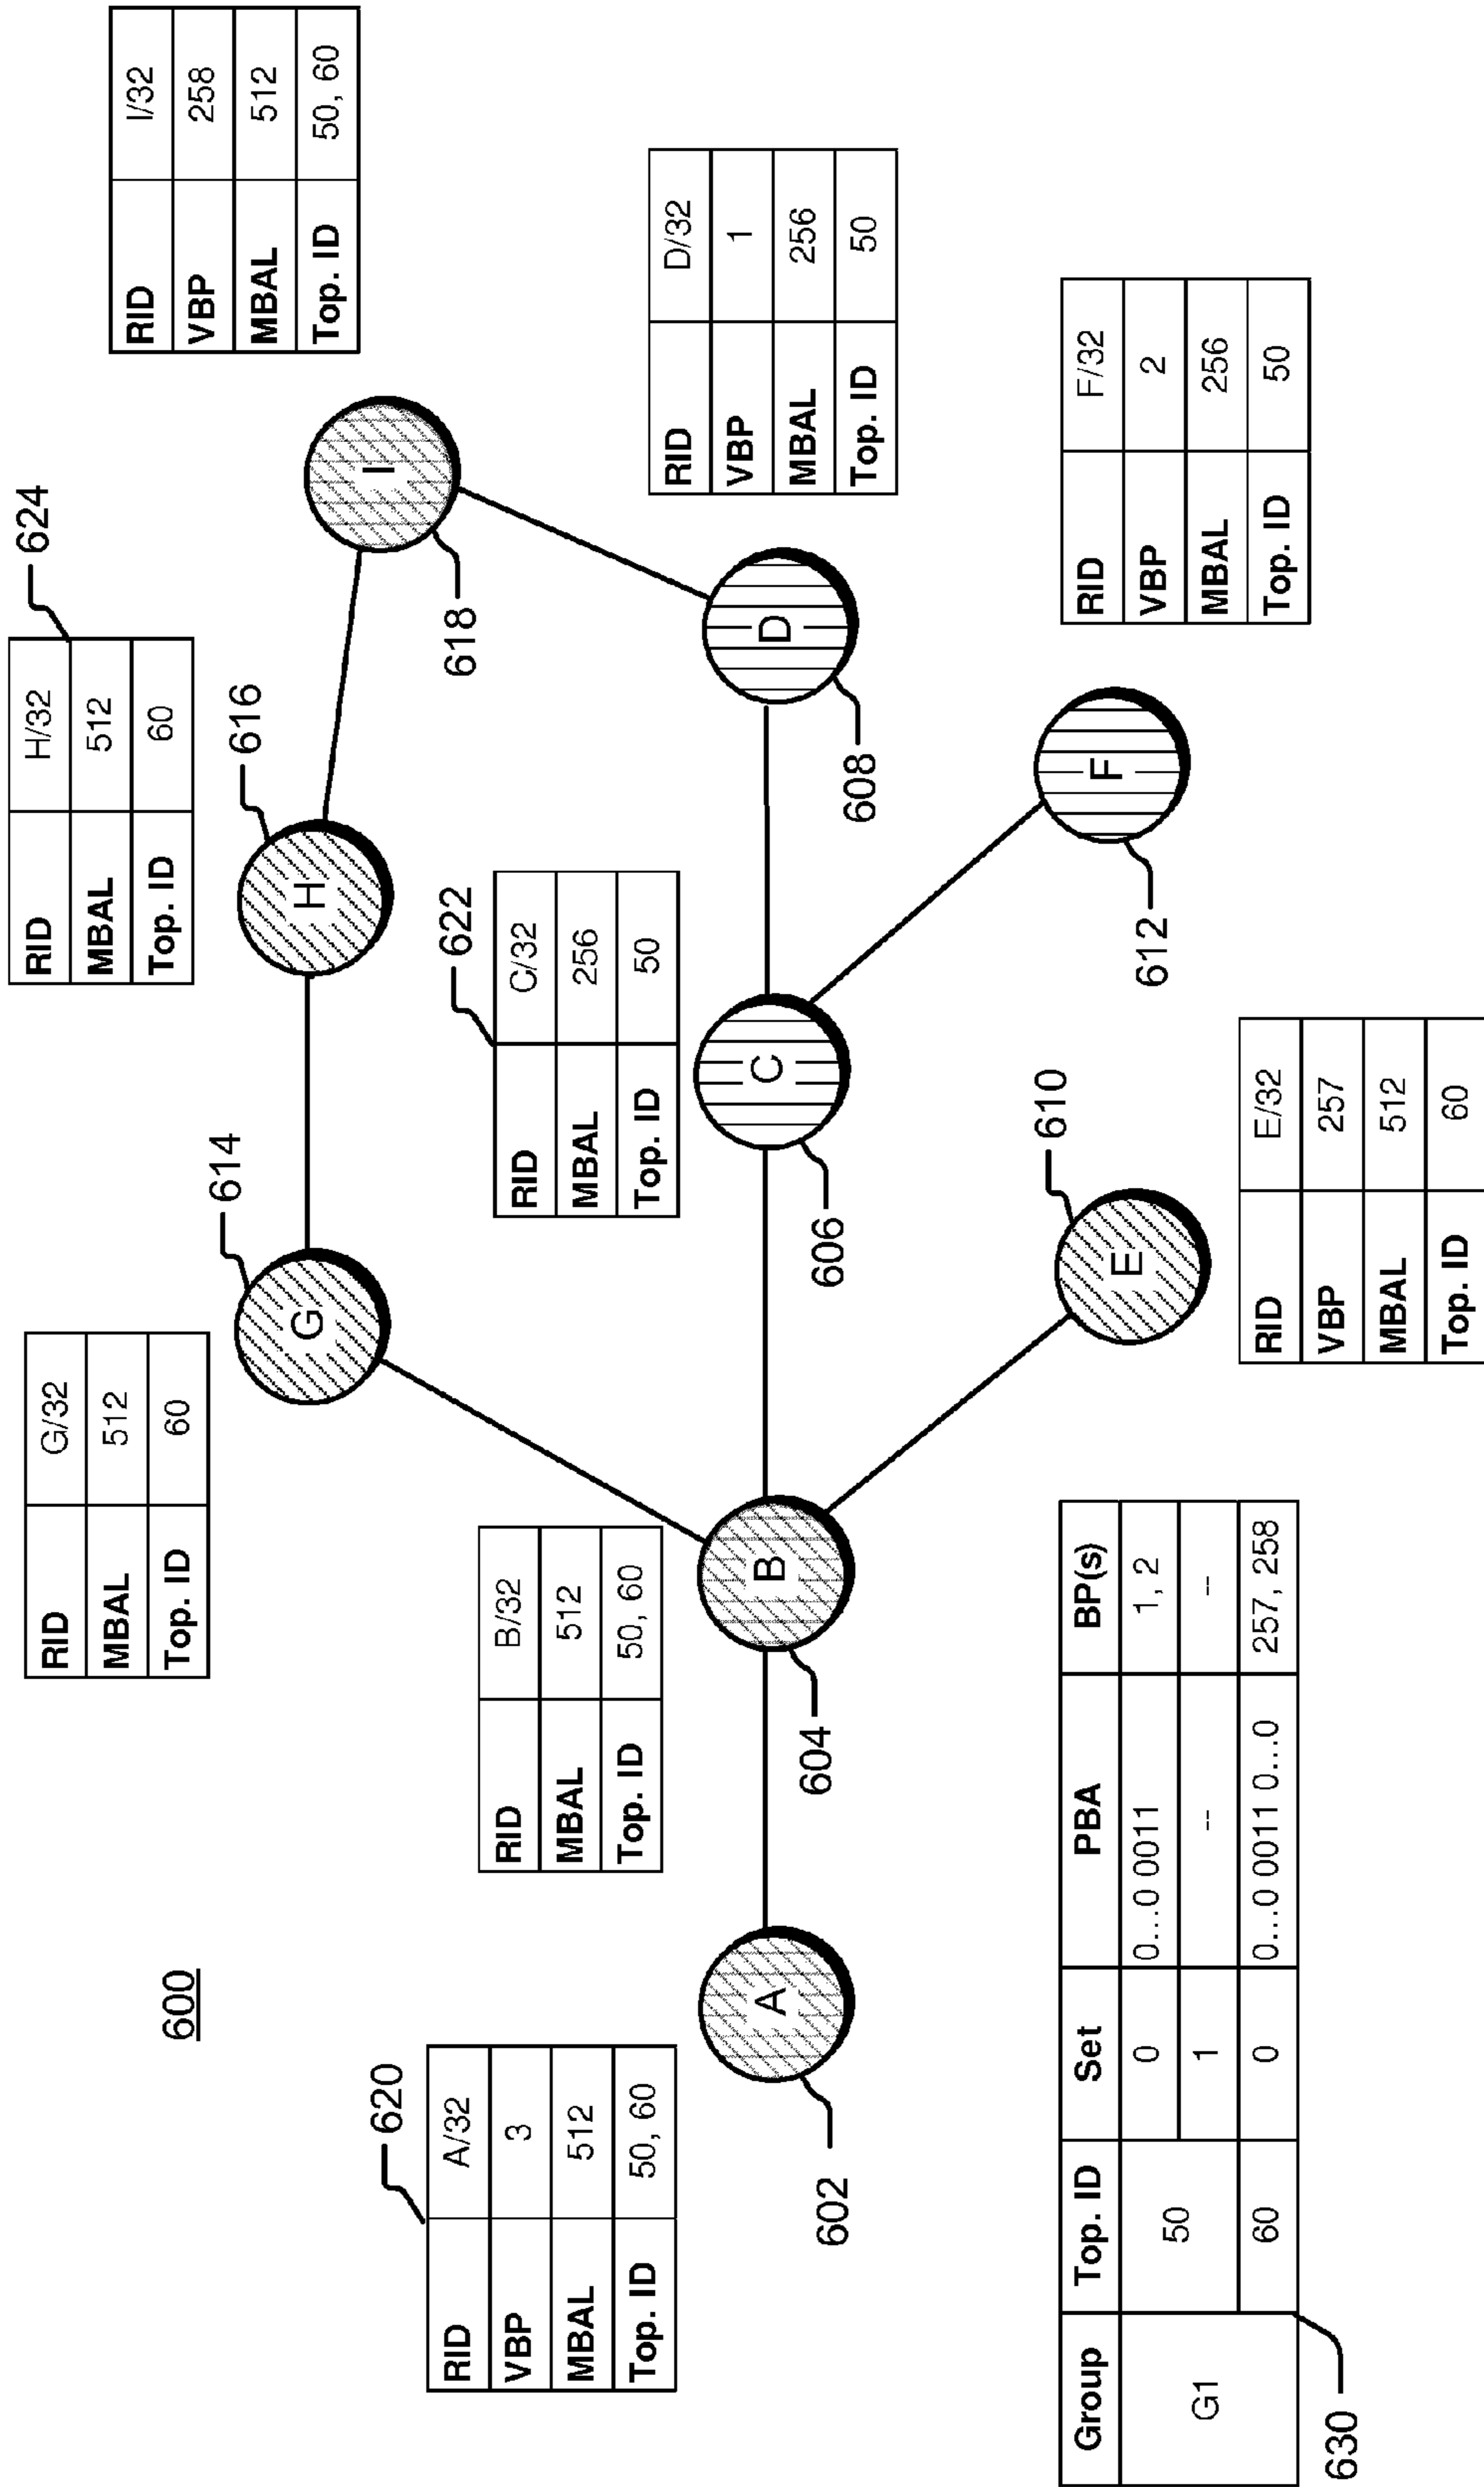 600
624
RID H/32
MBAL 512
Top. ID 60
RID G/32
MBAL 512
Top. ID 60
614
616
RID I/32
VBP 258
MBAL 512
Top. ID 50, 60
G
H
I
618
620
RID A/32
VBP 3
MBAL 512
Top. ID 50, 60
RID B/32
MBAL 512
Top. ID 50, 60
622
RID C/32
MBAL 256
Top. ID 50
RID D/32
VBP 1
MBAL 256
Top. ID 50
A
B
C
D
602
604
606
608
E
610
F
612
RID F/32
VBP 2
MBAL 256
Top. ID 50
RID E/32
VBP 257
MBAL 512
Top. ID 60
Group Top. ID Set PBA BP(s)
G1 50 0 0...0 0011 1, 2
1 -- --
60 0 0...0 0011 0...0 257, 258
630